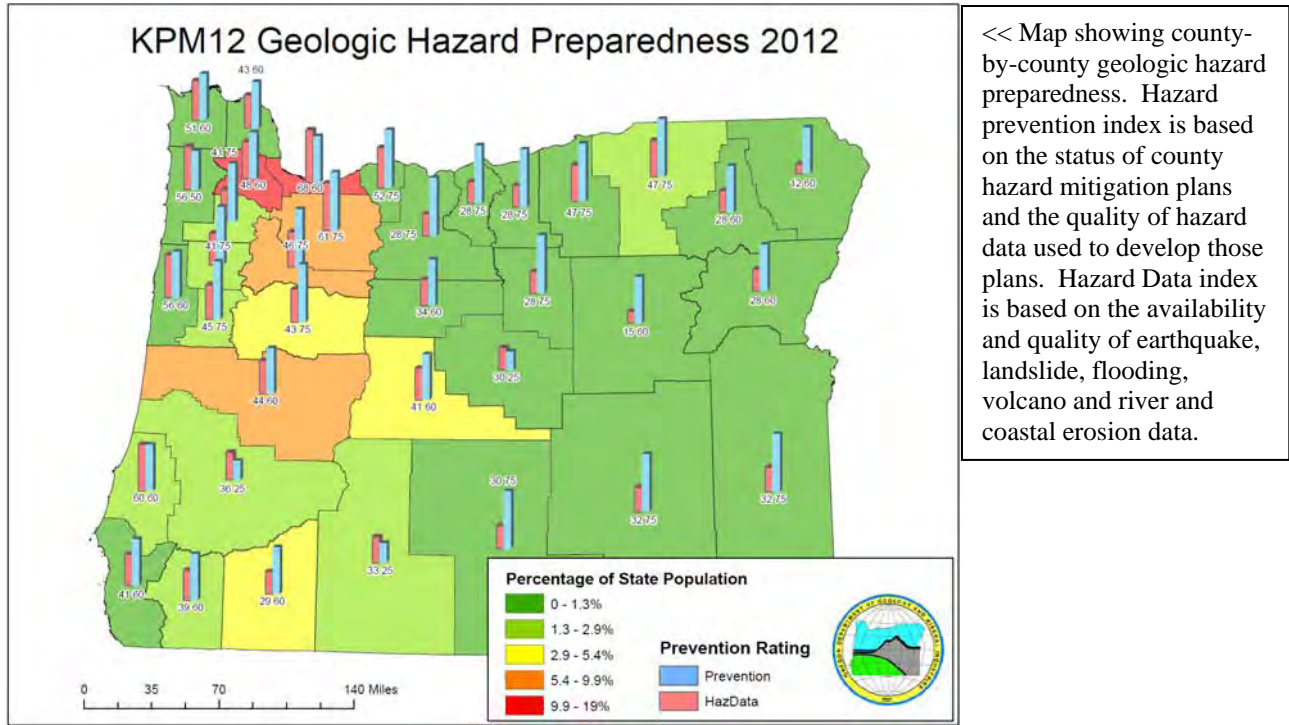 KPM12 Geologic Hazard Preparedness 2012
43 60
51 60
41 75
56 50
48 60
68 60
52 75
61 75
28 75
28 75
28 75
47 75
47 75
28 60
12 60
41 75
46 75
56 60
45 75
43 75
34 60
28 75
15 60
28 60
30 25
44 60
41 60
60 60
36 25
30 75
32 75
32 75
41 60
39 60
29 60
33 25
Percentage of State Population
0 - 1.3%
1.3 - 2.9%
2.9 - 5.4%
5.4 - 9.9%
9.9 - 19%
Prevention Rating
Prevention
HazData
0 35 70 140 Miles
<< Map showing county-
by-county geologic hazard
preparedness. Hazard
prevention index is based
on the status of county
hazard mitigation plans
and the quality of hazard
data used to develop those
plans. Hazard Data index
is based on the availability
and quality of earthquake,
landslide, flooding,
volcano and river and
coastal erosion data.